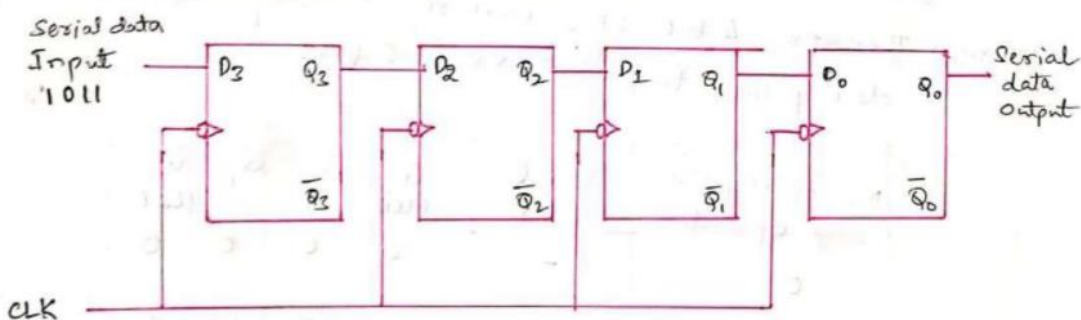 Serial data
Input
1011
D3 Q3
Q̅3
D2 Q2
Q̅2
D1 Q1
Q̅1
D0 Q0
Q̅0
Serial
data
Output
CLK